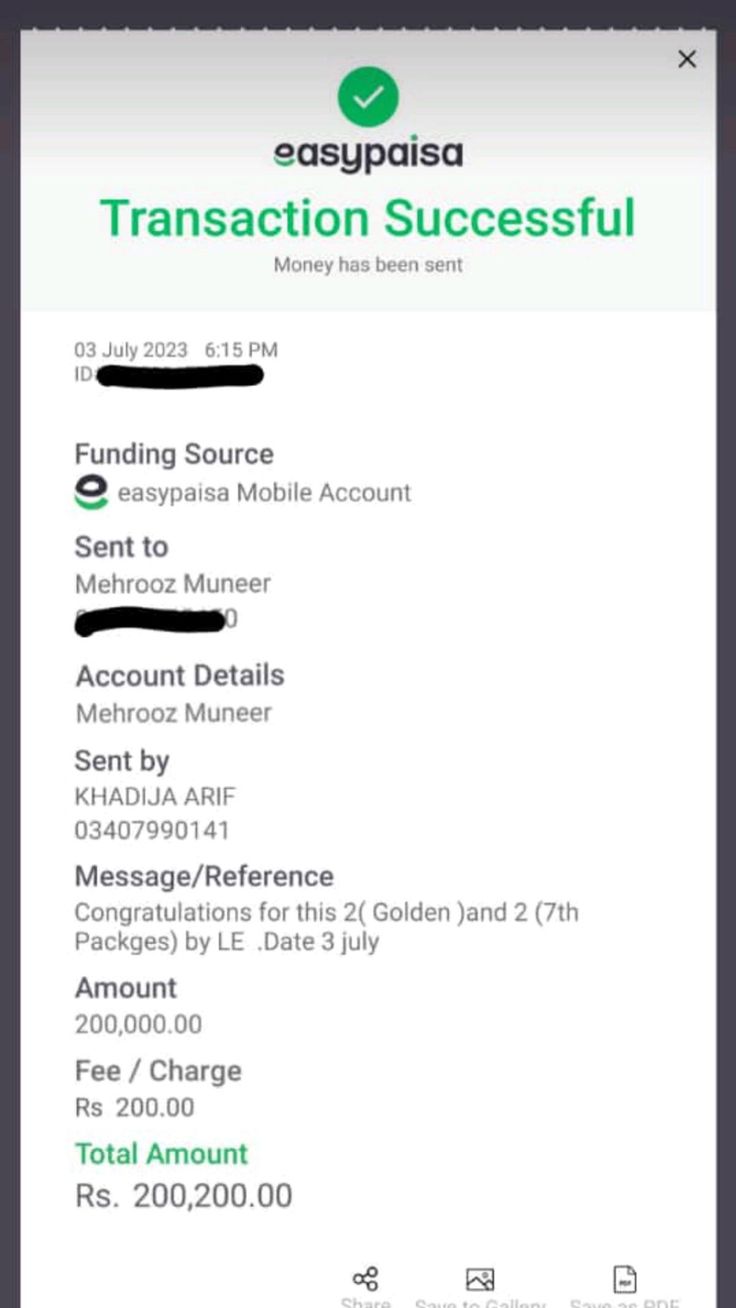 easypaisa
Transaction Successful
Money has been sent
03 July 2023 6:15 PM
ID:
Funding Source
easypaisa Mobile Account
Sent to
Mehrooz Muneer
0
Account Details
Mehrooz Muneer
Sent by
KHADIJA ARIF
03407990141
Message/Reference
Congratulations for this 2( Golden )and 2 (7th
Packges) by LE .Date 3 july
Amount
200,000.00
Fee / Charge
Rs 200.00
Total Amount
Rs. 200,200.00
Share Save to Gallery Save as PDF